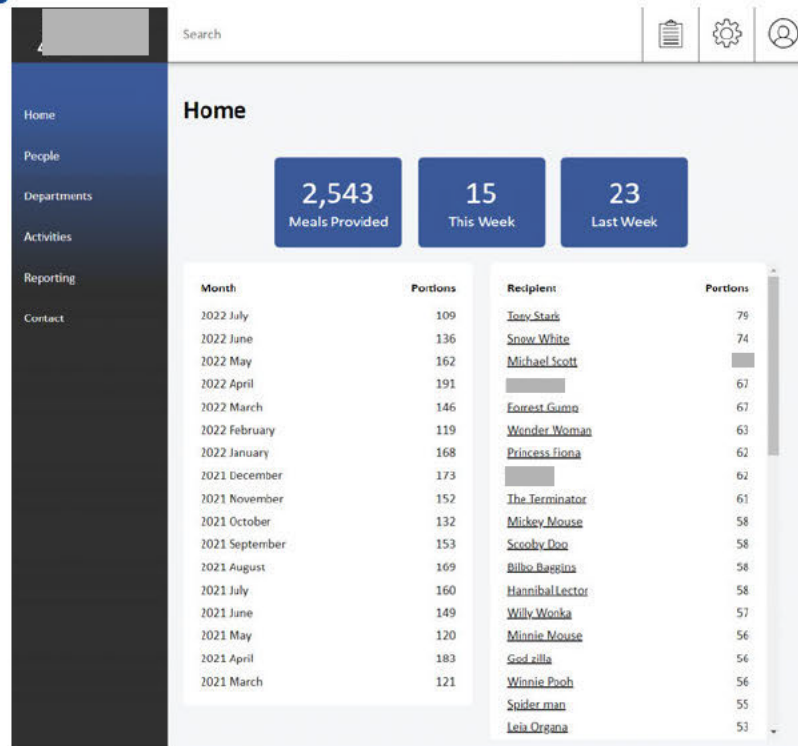 Search
Home
People
Departments
Activities
Reporting
Contact
Home
2,543
Meals Provided
15
This Week
23
Last Week
Month Portions
2022 July 109
2022 June 136
2022 May 162
2022 April 191
2022 March 146
2022 February 119
2022 January 168
2021 December 173
2021 November 152
2021 October 132
2021 September 153
2021 August 169
2021 July 160
2021 June 149
2021 May 120
2021 April 183
2021 March 121
Recipient Portions
Tony Stark 79
Snow White 74
Michael Scott
67
Forrest Gump 67
Wonder Woman 63
Princess Fiona 62
62
The Terminator 61
Mickey Mouse 58
Scooby Doo 58
Bilbo Baggins 58
Hannibal Lector 58
Willy Wonka 57
Minnie Mouse 56
God zilla 56
Winnie Pooh 56
Spider man 55
Leia Organa 53